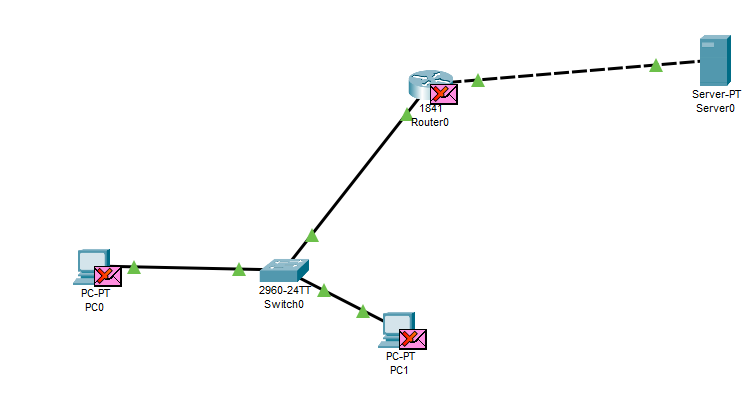 Server-PT
Server0
1841
Router0
PC-PT
PC0
2960-24TT
Switch0
PC-PT
PC1